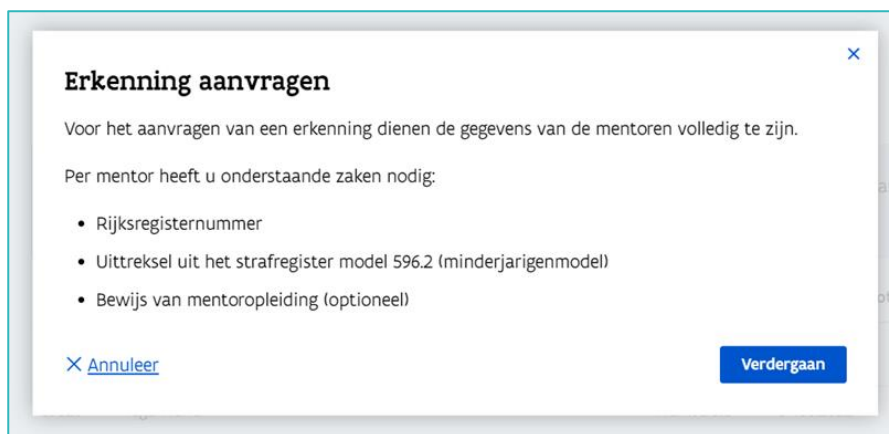 Erkenning aanvragen
Voor het aanvragen van een erkenning dienen de gegevens van de mentoren volledig te zijn.
Per mentor heeft u onderstaande zaken nodig:
• Rijksregisternummer
• Uittreksel uit het strafregister model 596.2 (minderjarigenmodel)
• Bewijs van mentoropleiding (optioneel)
Annuleer
Verdergaan